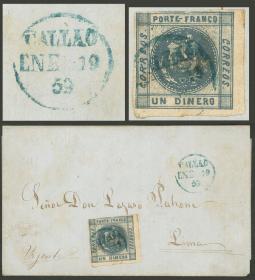 CALLAO
ENE 19
59
PORTE FRANCO
CORREOS
CORREOS
UN DINERO
CALLAO
ENE 19
59
Señor Don Lazaro
Lima
PORTE FRANCO
UN DINERO